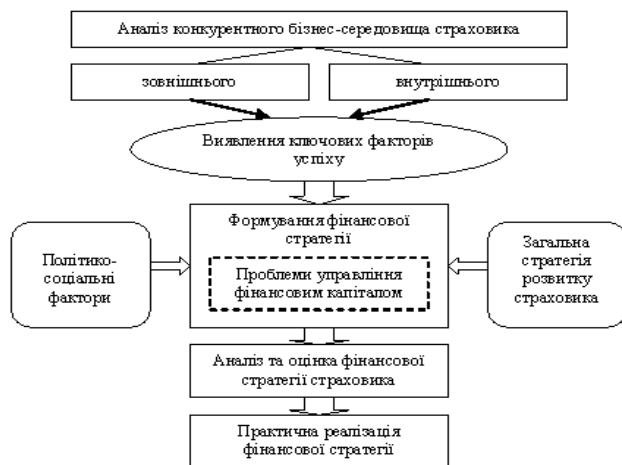 Аналіз конкурентного бізнес-середовища страховика
зовнішнього
внутрішнього
Виявлення ключових факторів
успіху
Формування фінансової
стратегії
Проблеми управління
фінансовим капіталом
Політико-
соціальні
фактори
Загальна
стратегія
розвитку
страховика
Аналіз та оцінка фінансової
стратегії страховика
Практична реалізація
фінансової стратегії